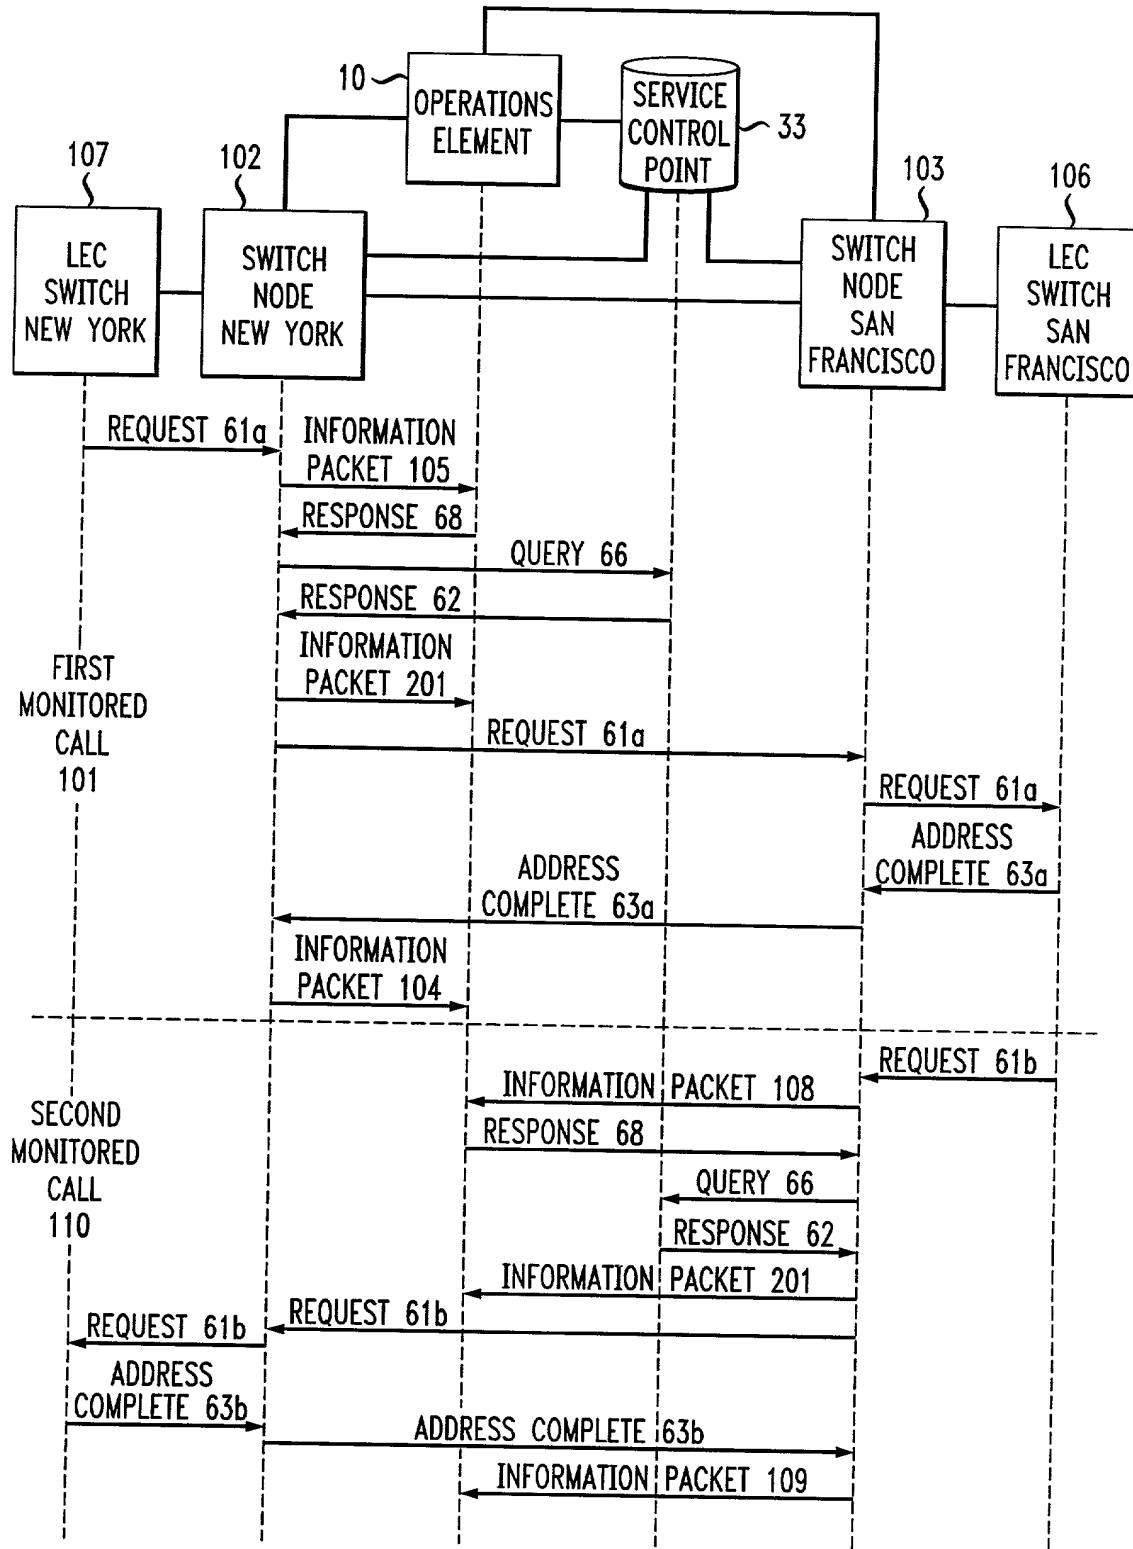 10
OPERATIONS
ELEMENT
SERVICE
CONTROL
POINT
33
107
102
103
106
LEC
SWITCH
NEW YORK
SWITCH
NODE
NEW YORK
SWITCH
NODE
SAN
FRANCISCO
LEC
SWITCH
SAN
FRANCISCO
REQUEST 61a
INFORMATION
PACKET 105
RESPONSE 68
QUERY 66
RESPONSE 62
INFORMATION
PACKET 201
FIRST
MONITORED
CALL
101
REQUEST 61a
REQUEST 61a
ADDRESS
COMPLETE 63a
ADDRESS
COMPLETE 63a
INFORMATION
PACKET 104
REQUEST 61b
INFORMATION PACKET 108
SECOND
MONITORED
CALL
110
RESPONSE 68
QUERY 66
RESPONSE 62
INFORMATION PACKET 201
REQUEST 61b
REQUEST 61b
ADDRESS
COMPLETE 63b
ADDRESS COMPLETE 63b
INFORMATION PACKET 109